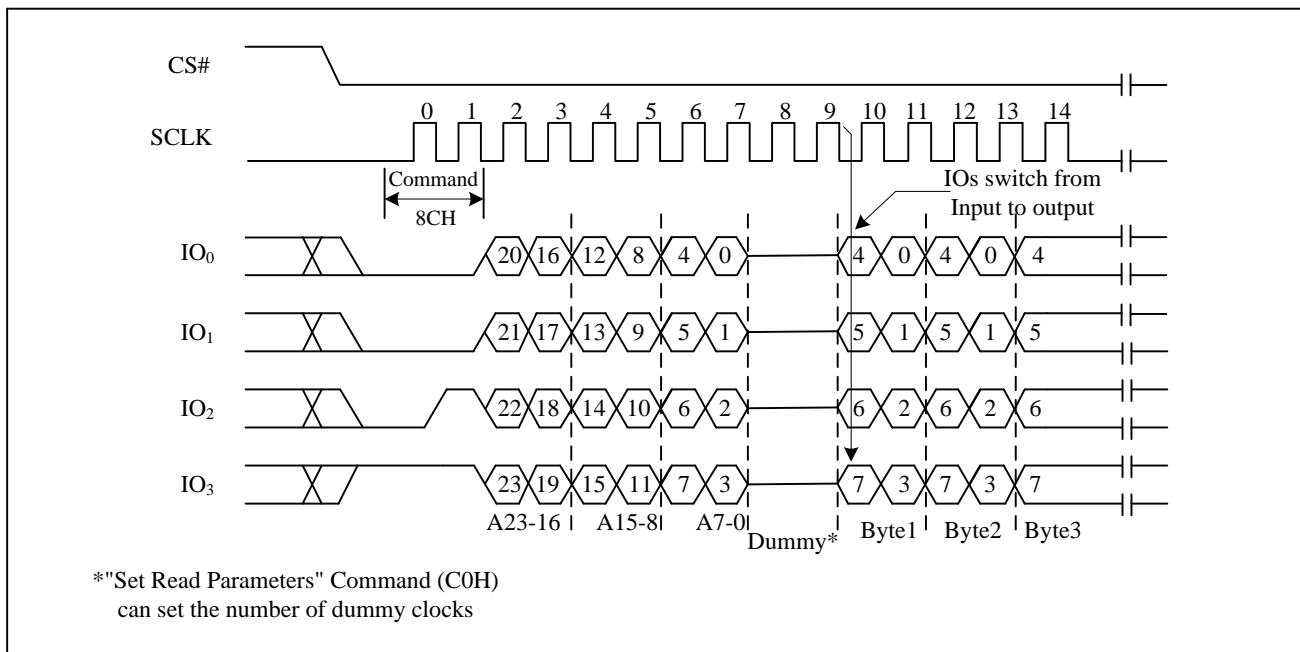 CS#
0 1 2 3 4 5 6 7 8 9 10 11 12 13 14
SCLK
Command
8CH
IOs switch from
Input to output
IO0 20 16 12 8 4 0 4 0 4 0 4
IO1 21 17 13 9 5 1 5 1 5 1 5
IO2 22 18 14 10 6 2 6 2 6 2 6
IO3 23 19 15 11 7 3 7 3 7 3 7
A23-16 A15-8 A7-0 Dummy* Byte1 Byte2 Byte3
*"Set Read Parameters" Command (C0H)
can set the number of dummy clocks